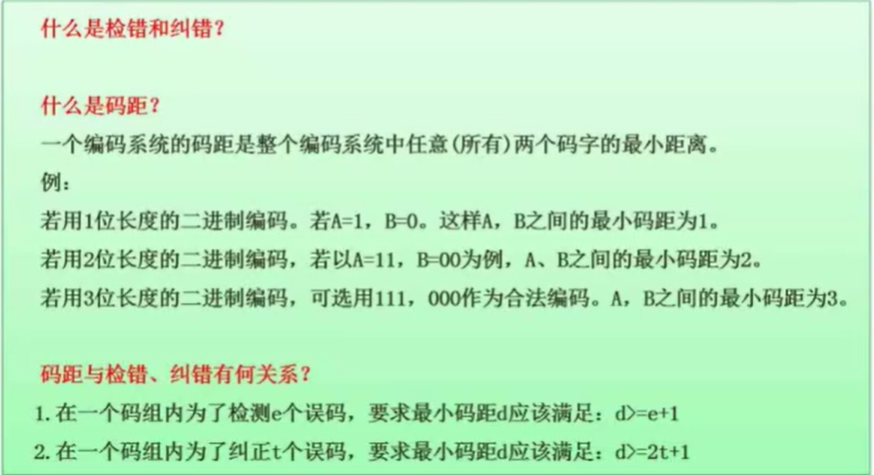 什么是检错和纠错？
什么是码距？
一个编码系统的码距是整个编码系统中任意(所有)两个码字的最小距离。
例：
若用1位长度的二进制编码。若A=1，B=0。这样A，B之间的最小码距为1。
若用2位长度的二进制编码，若以A=11，B=00为例，A、B之间的最小码距为2。
若用3位长度的二进制编码，可选用111，000作为合法编码。A，B之间的最小码距为3。
码距与检错、纠错有何关系？
1.在一个码组内为了检测e个误码，要求最小码距d应该满足：d>=e+1
2.在一个码组内为了纠正t个误码，要求最小码距d应该满足：d>=2t+1